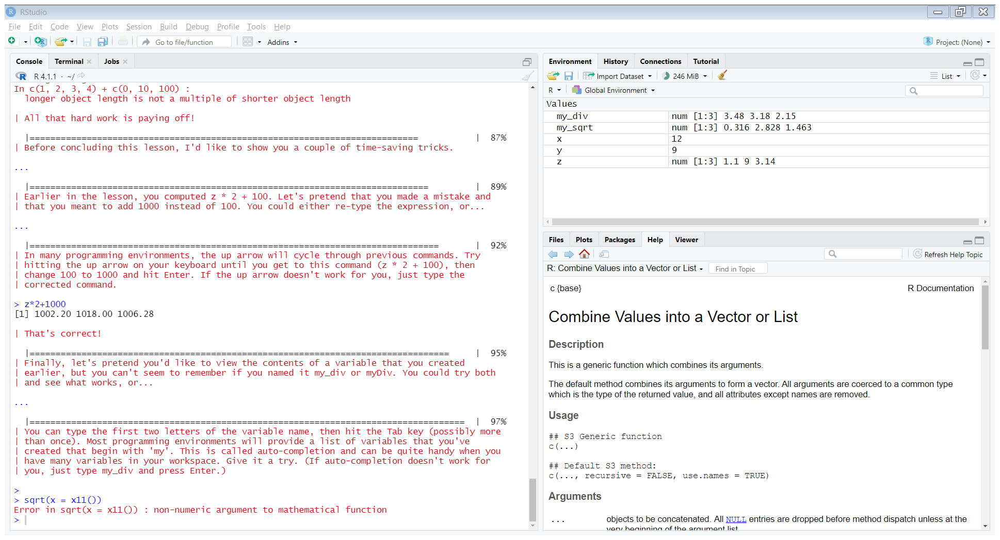 RStudio
File Edit Code View Plots Session Build Debug Profile Tools Help
Go to file/function Addins Project: (None)
Console Terminal Jobs
R 4.1.1 · ~/
In c(1, 2, 3, 4) + c(0, 10, 100) :
longer object length is not a multiple of shorter object length
| All that hard work is paying off!
|=========================================================================== | 87%
| Before concluding this lesson, I'd like to show you a couple of time-saving tricks.
...
|============================================================================= | 89%
| Earlier in the lesson, you computed z * 2 + 100. Let's pretend that you made a mistake and
| that you meant to add 1000 instead of 100. You could either re-type the expression, or...
...
|=============================================================================== | 92%
| In many programming environments, the up arrow will cycle through previous commands. Try
| hitting the up arrow on your keyboard until you get to this command (z * 2 + 100), then
| change 100 to 1000 and hit Enter. If the up arrow doesn't work for you, just type the
| corrected command.
> z*2+1000
[1] 1002.20 1018.00 1006.28
| That's correct!
|================================================================================= | 95%
| Finally, let's pretend you'd like to view the contents of a variable that you created
| earlier, but you can't seem to remember if you named it my_div or myDiv. You could try both
| and see what works, or...
...
|==================================================================================== | 97%
| You can type the first two letters of the variable name, then hit the Tab key (possibly more
| than once). Most programming environments will provide a list of variables that you've
| created that begin with 'my'. This is called auto-completion and can be quite handy when you
| have many variables in your workspace. Give it a try. (If auto-completion doesn't work for
| you, just type my_div and press Enter.)
>
> sqrt(x = x11())
Error in sqrt(x = x11()) : non-numeric argument to mathematical function
>
Environment History Connections Tutorial
Import Dataset 246 MiB List
R Global Environment
Values
my_div num [1:3] 3.48 3.18 2.15
my_sqrt num [1:3] 0.316 2.828 1.463
x 12
y 9
z num [1:3] 1.1 9 3.14
Files Plots Packages Help Viewer
Refresh Help Topic
R: Combine Values into a Vector or List Find in Topic
c {base} R Documentation
Combine Values into a Vector or List
Description
This is a generic function which combines its arguments.
The default method combines its arguments to form a vector. All arguments are coerced to a common type
which is the type of the returned value, and all attributes except names are removed.
Usage
## S3 Generic function
c(...)
## Default S3 method:
c(..., recursive = FALSE, use.names = TRUE)
Arguments
... objects to be concatenated. All NULL entries are dropped before method dispatch unless at the
very beginning of the argument list.